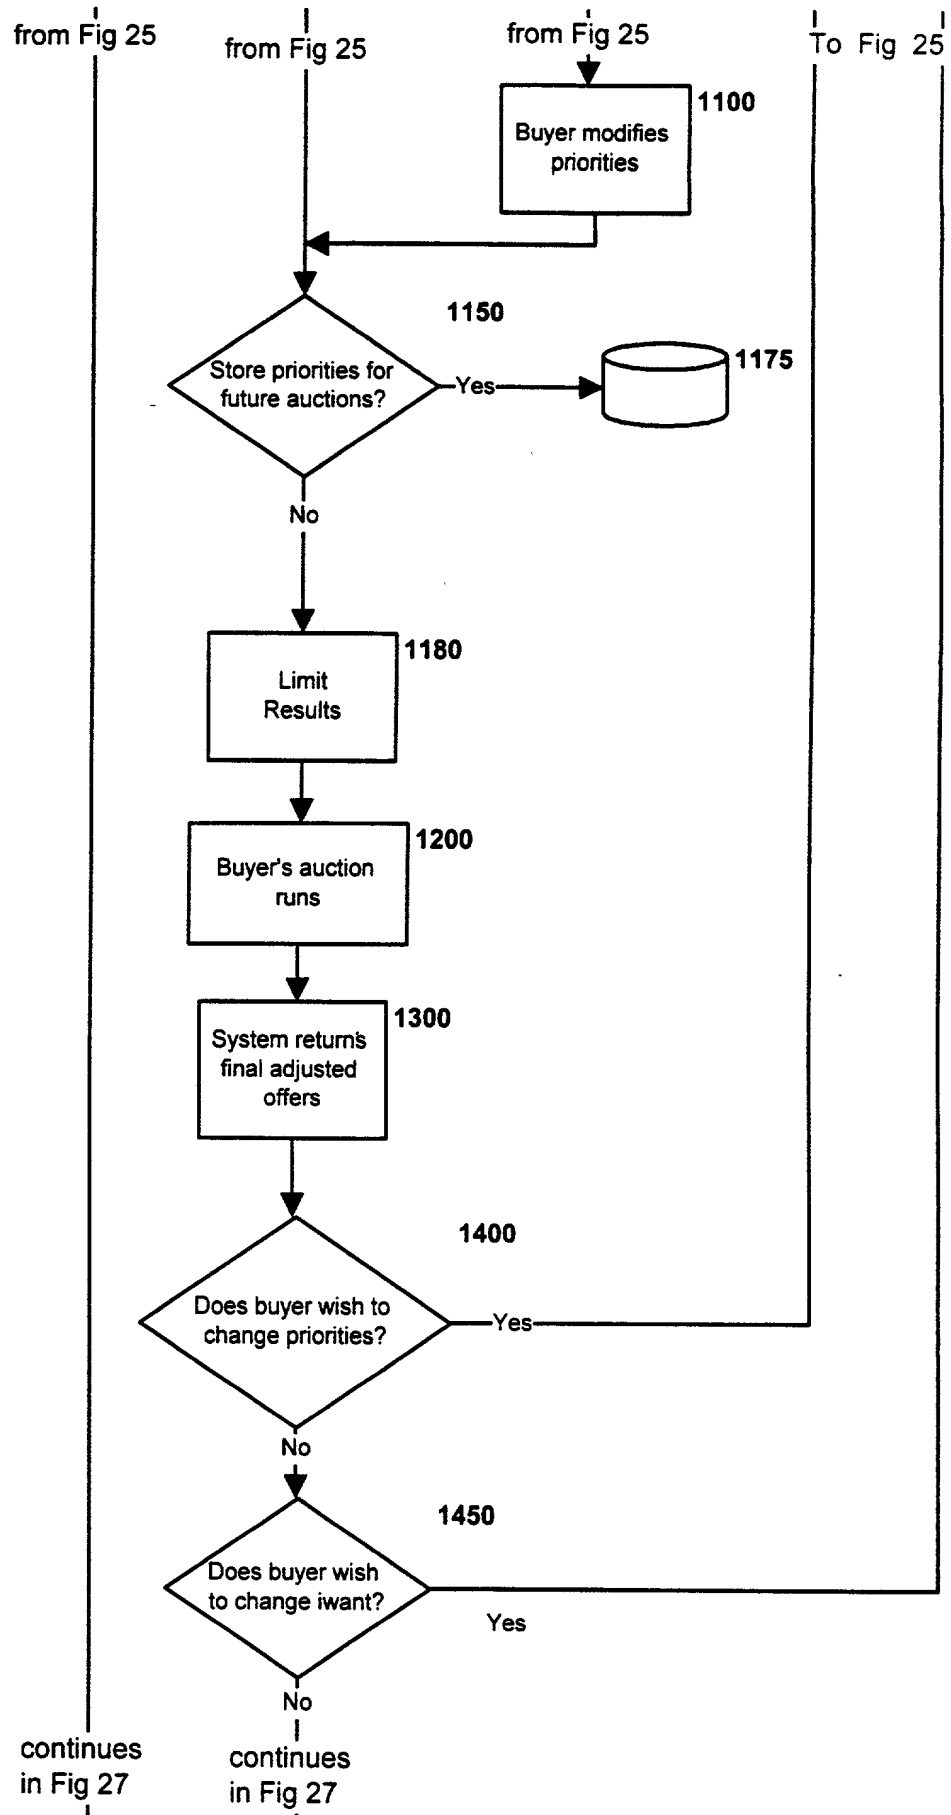 from Fig 25
from Fig 25
from Fig 25
To Fig 25
1100
Buyer modifies
priorities
1150
Store priorities for
future auctions?
Yes
1175
No
1180
Limit
Results
1200
Buyer's auction
runs
1300
System returns
final adjusted
offers
1400
Does buyer wish to
change priorities?
Yes
No
1450
Does buyer wish
to change iwant?
Yes
No
continues
in Fig 27
continues
in Fig 27